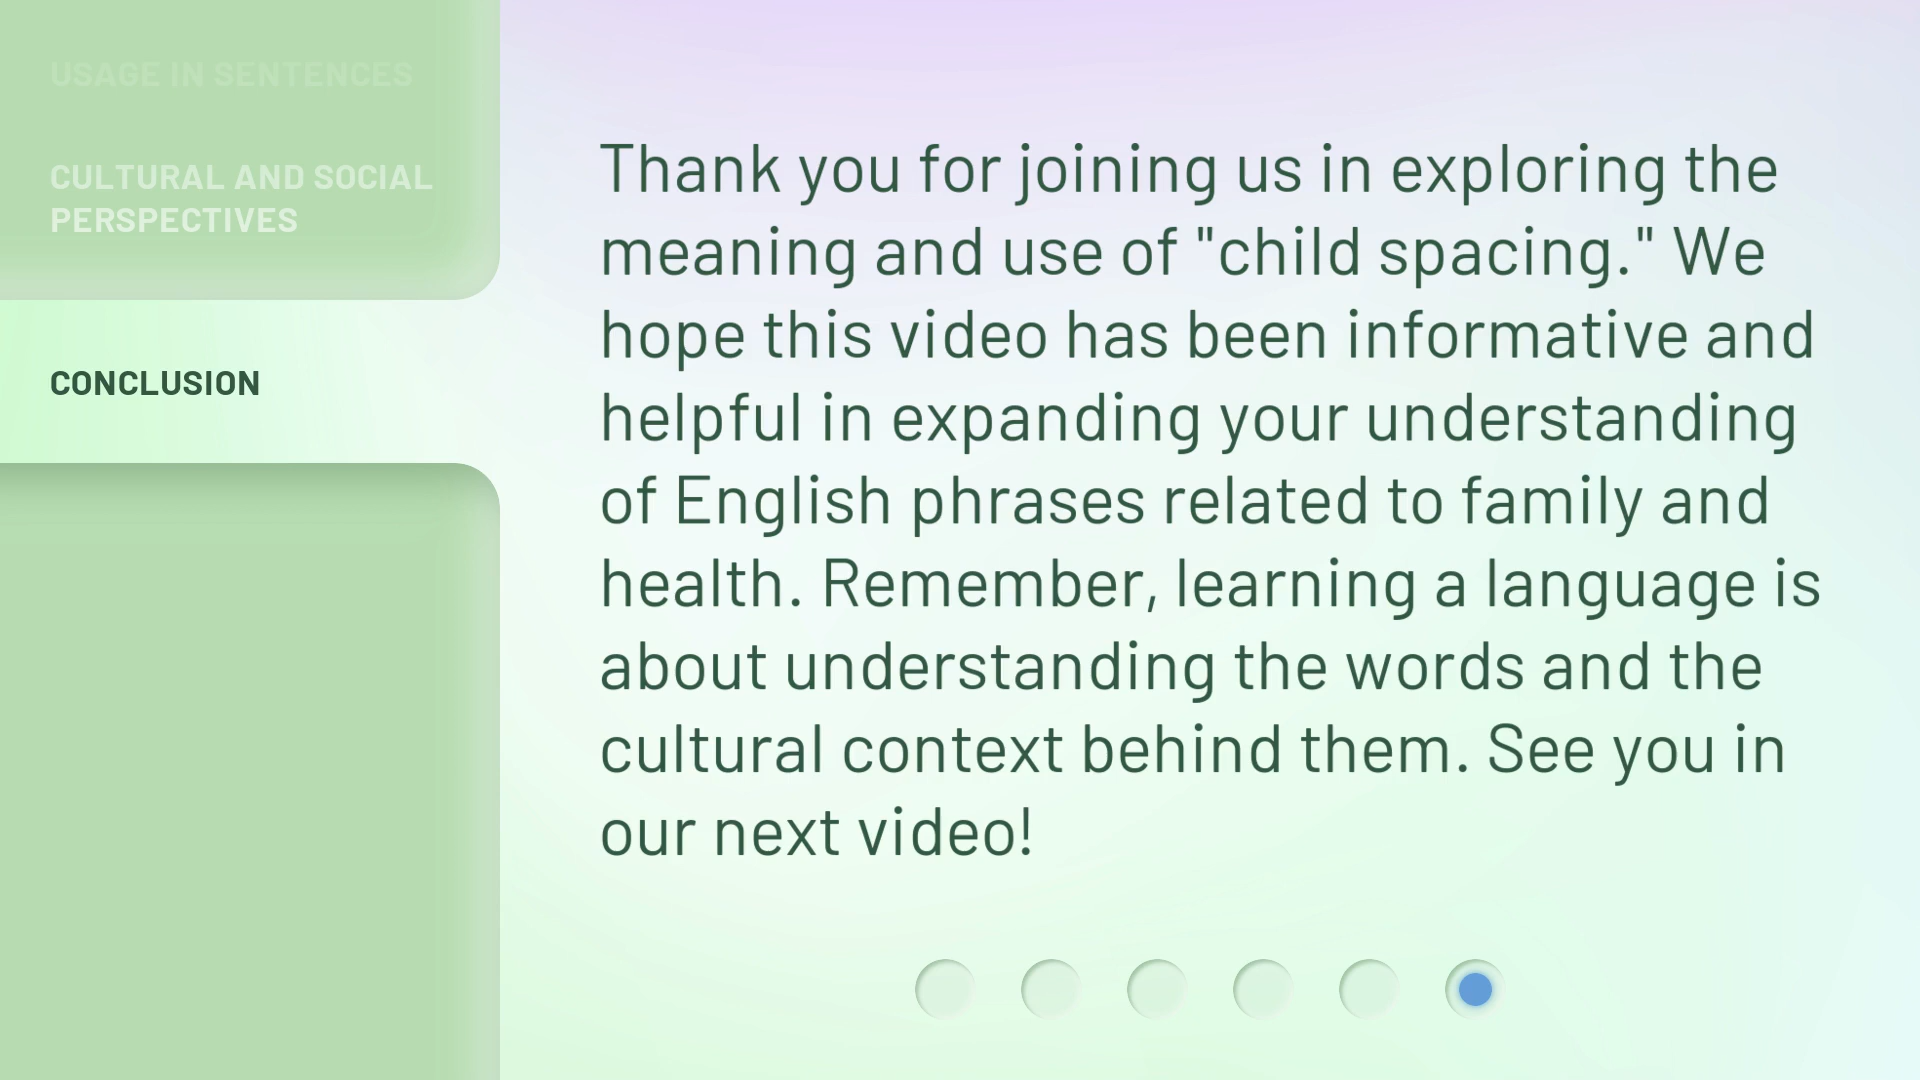 USAGE IN SENTENCES
CULTURAL AND SOCIAL
PERSPECTIVES
CONCLUSION
Thank you for joining us in exploring the
meaning and use of "child spacing." We
hope this video has been informative and
helpful in expanding your understanding
of English phrases related to family and
health. Remember, learning a language is
about understanding the words and the
cultural context behind them. See you in
our next video!